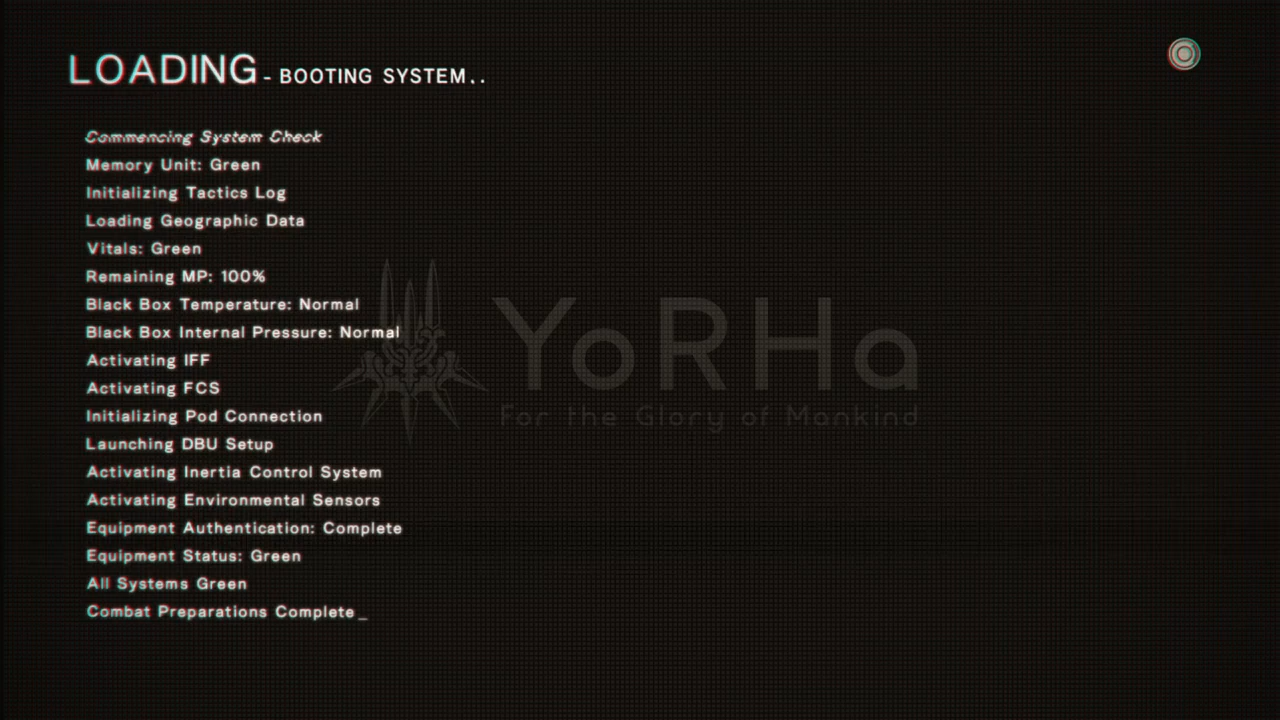 LOADING - BOOTING SYSTEM..
Commencing System Check
Memory Unit: Green
Initializing Tactics Log
Loading Geographic Data
Vitals: Green
Remaining MP: 100%
Black Box Temperature: Normal
Black Box Internal Pressure: Normal
Activating IFF
Activating FCS
Initializing Pod Connection
Launching DBU Setup
Activating Inertia Control System
Activating Environmental Sensors
Equipment Authentication: Complete
Equipment Status: Green
All Systems Green
Combat Preparations Complete _
YoRHa
For the Glory of Mankind